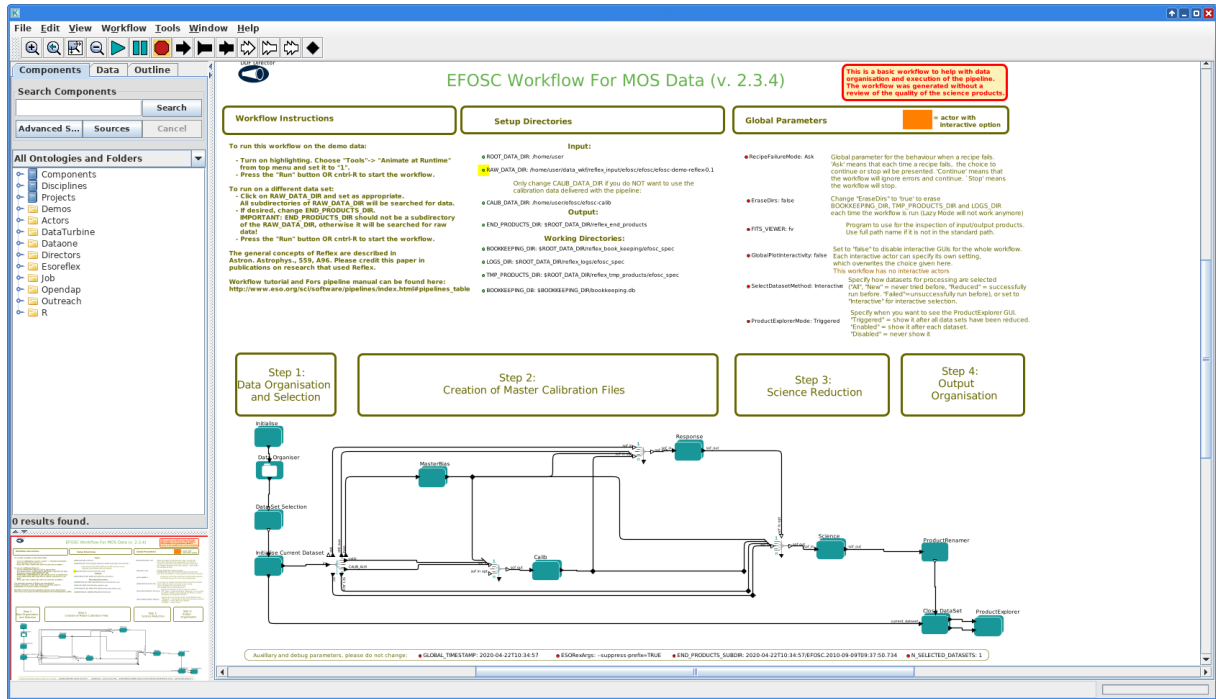 File Edit View Workflow Tools Window Help
Components Data Outline
Search Components
Search
Advanced S... Sources Cancel
All Ontologies and Folders
Components
Disciplines
Projects
Demos
Actors
DataTurbine
Dataone
Directors
Esoreflex
Job
Opendap
Outreach
R
0 results found.
DDF Director
EFOSC Workflow For MOS Data (v. 2.3.4)
This is a basic workflow to help with data
organisation and execution of the pipeline.
The workflow was generated without a
review of the quality of the science products.
Workflow Instructions
Setup Directories
Global Parameters
= actor with
interactive option
To run this workflow on the demo data:
- Turn on highlighting. Choose "Tools"-> "Animate at Runtime"
from top menu and set it to "1".
- Press the "Run" button OR cntrl-R to start the workflow.
To run on a different data set:
- Click on RAW_DATA_DIR and set as appropriate.
All subdirectories of RAW_DATA_DIR will be searched for data.
- If desired, change END_PRODUCTS_DIR.
IMPORTANT: END_PRODUCTS_DIR should not be a subdirectory
of the RAW_DATA_DIR, otherwise it will be searched for raw
data!
- Press the "Run" button OR cntrl-R to start the workflow.
The general concepts of Reflex are described in
Astron. Astrophys., 559, A96. Please credit this paper in
publications on research that used Reflex.
Workflow tutorial and Fors pipeline manual can be found here:
http://www.eso.org/sci/software/pipelines/index.html#pipelines_table
Input:
ROOT_DATA_DIR: /home/user
RAW_DATA_DIR: /home/user/data_wkf/reflex_input/efosc/efosc/efosc-demo-reflex-0.1
Only change CALIB_DATA_DIR if you do NOT want to use the
calibration data delivered with the pipeline:
CALIB_DATA_DIR: /home/user/efosc/efosc-calib
Output:
END_PRODUCTS_DIR: $ROOT_DATA_DIR/reflex_end_products
Working Directories:
BOOKKEEPING_DIR: $ROOT_DATA_DIR/reflex_book_keeping/efosc_spec
LOGS_DIR: $ROOT_DATA_DIR/reflex_logs/efosc_spec
TMP_PRODUCTS_DIR: $ROOT_DATA_DIR/reflex_tmp_products/efosc_spec
BOOKKEEPING_DB: $BOOKKEEPING_DIR/bookkeeping.db
RecipeFailureMode: Ask
Global parameter for the behaviour when a recipe fails.
'Ask' means that each time a recipe fails. the choice to
continue or stop wil be presented. 'Continue' means that
the workflow will ignore errors and continue. 'Stop' means
the workflow will stop.
EraseDirs: false
Change "EraseDirs" to 'true' to erase
BOOKKEEPING_DIR, TMP_PRODUCTS_DIR and LOGS_DIR
each time the workflow is run (Lazy Mode will not work anymore)
FITS_VIEWER: fv
Program to use for the inspection of input/output products.
Use full path name if it is not in the standard path.
GlobalPlotInteractivity: false
Set to "false" to disable interactive GUIs for the whole workflow.
Each interactive actor can specify its own setting,
which overwrites the choice given here.
This workflow has no interactive actors
SelectDatasetMethod: Interactive
Specify how datasets for processing are selected
("All", "New" = never tried before, "Reduced" = successfully
run before. "Failed"=unsuccessfully run before), or set to
"Interactive" for interactive selection.
ProductExplorerMode: Triggered
Specify when you want to see the ProductExplorer GUI.
"Triggered" = show it after all data sets have been reduced.
"Enabled" = show it after each dataset.
"Disabled" = never show it
Step 1:
Data Organisation
and Selection
Step 2:
Creation of Master Calibration Files
Step 3:
Science Reduction
Step 4:
Output
Organisation
Initialise
Data Organiser
DataSet Selection
Initialise Current Dataset
MasterBias
Calib
Response
Science
ProductRenamer
Close DataSet
ProductExplorer
Auxiliary and debug parameters, please do not change:
GLOBAL_TIMESTAMP: 2020-04-22T10:34:57
ESORexArgs: --suppress-prefix=TRUE
END_PRODUCTS_SUBDIR: 2020-04-22T10:34:57/EFOSC.2010-09-09T09:37:50.734
N_SELECTED_DATASETS: 1